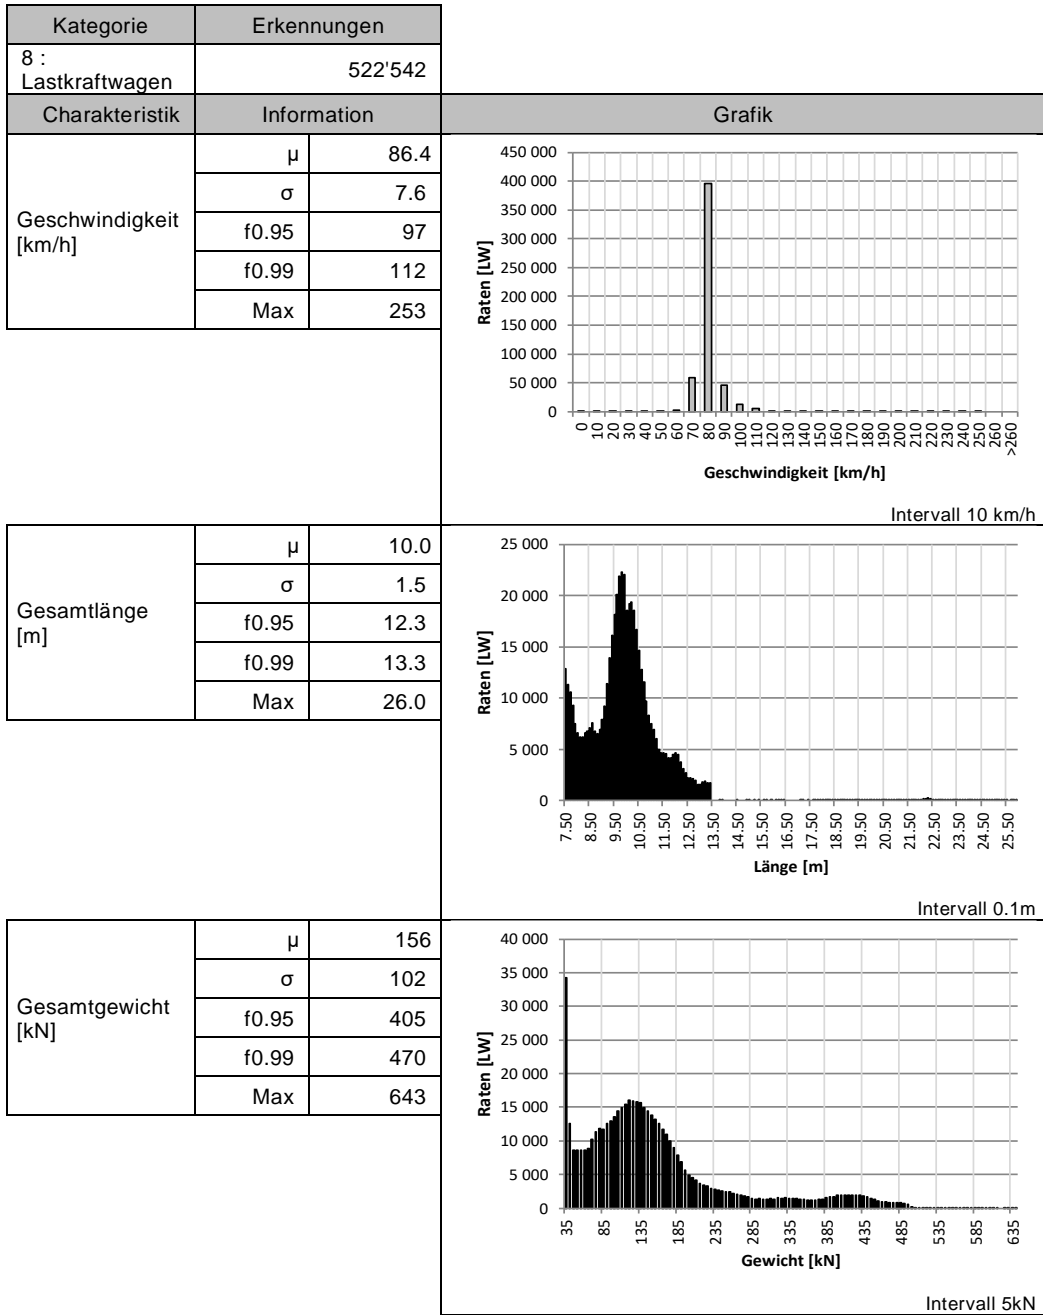 Kategorie Erkennungen
8 :
Lastkraftwagen 522'542
Charakteristik Information Grafik
Geschwindigkeit
[km/h]
µ 86.4
σ 7.6
f0.95 97
f0.99 112
Max 253
450 000
400 000
350 000
300 000
250 000
200 000
150 000
100 000
50 000
0
Raten [LW]
0 10 20 30 40 50 60 70 80 90 100 110 120 130 140 150 160 170 180 190 200 210 220 230 240 250 260 >260
Geschwindigkeit [km/h]
Intervall 10 km/h
Gesamtlänge
[m]
µ 10.0
σ 1.5
f0.95 12.3
f0.99 13.3
Max 26.0
25 000
20 000
15 000
10 000
5 000
0
Raten [LW]
7.50 8.50 9.50 10.50 11.50 12.50 13.50 14.50 15.50 16.50 17.50 18.50 19.50 20.50 21.50 22.50 23.50 24.50 25.50
Länge [m]
Intervall 0.1m
Gesamtgewicht
[kN]
µ 156
σ 102
f0.95 405
f0.99 470
Max 643
40 000
35 000
30 000
25 000
20 000
15 000
10 000
5 000
0
Raten [LW]
35 85 135 185 235 285 335 385 435 485 535 585 635
Gewicht [kN]
Intervall 5kN